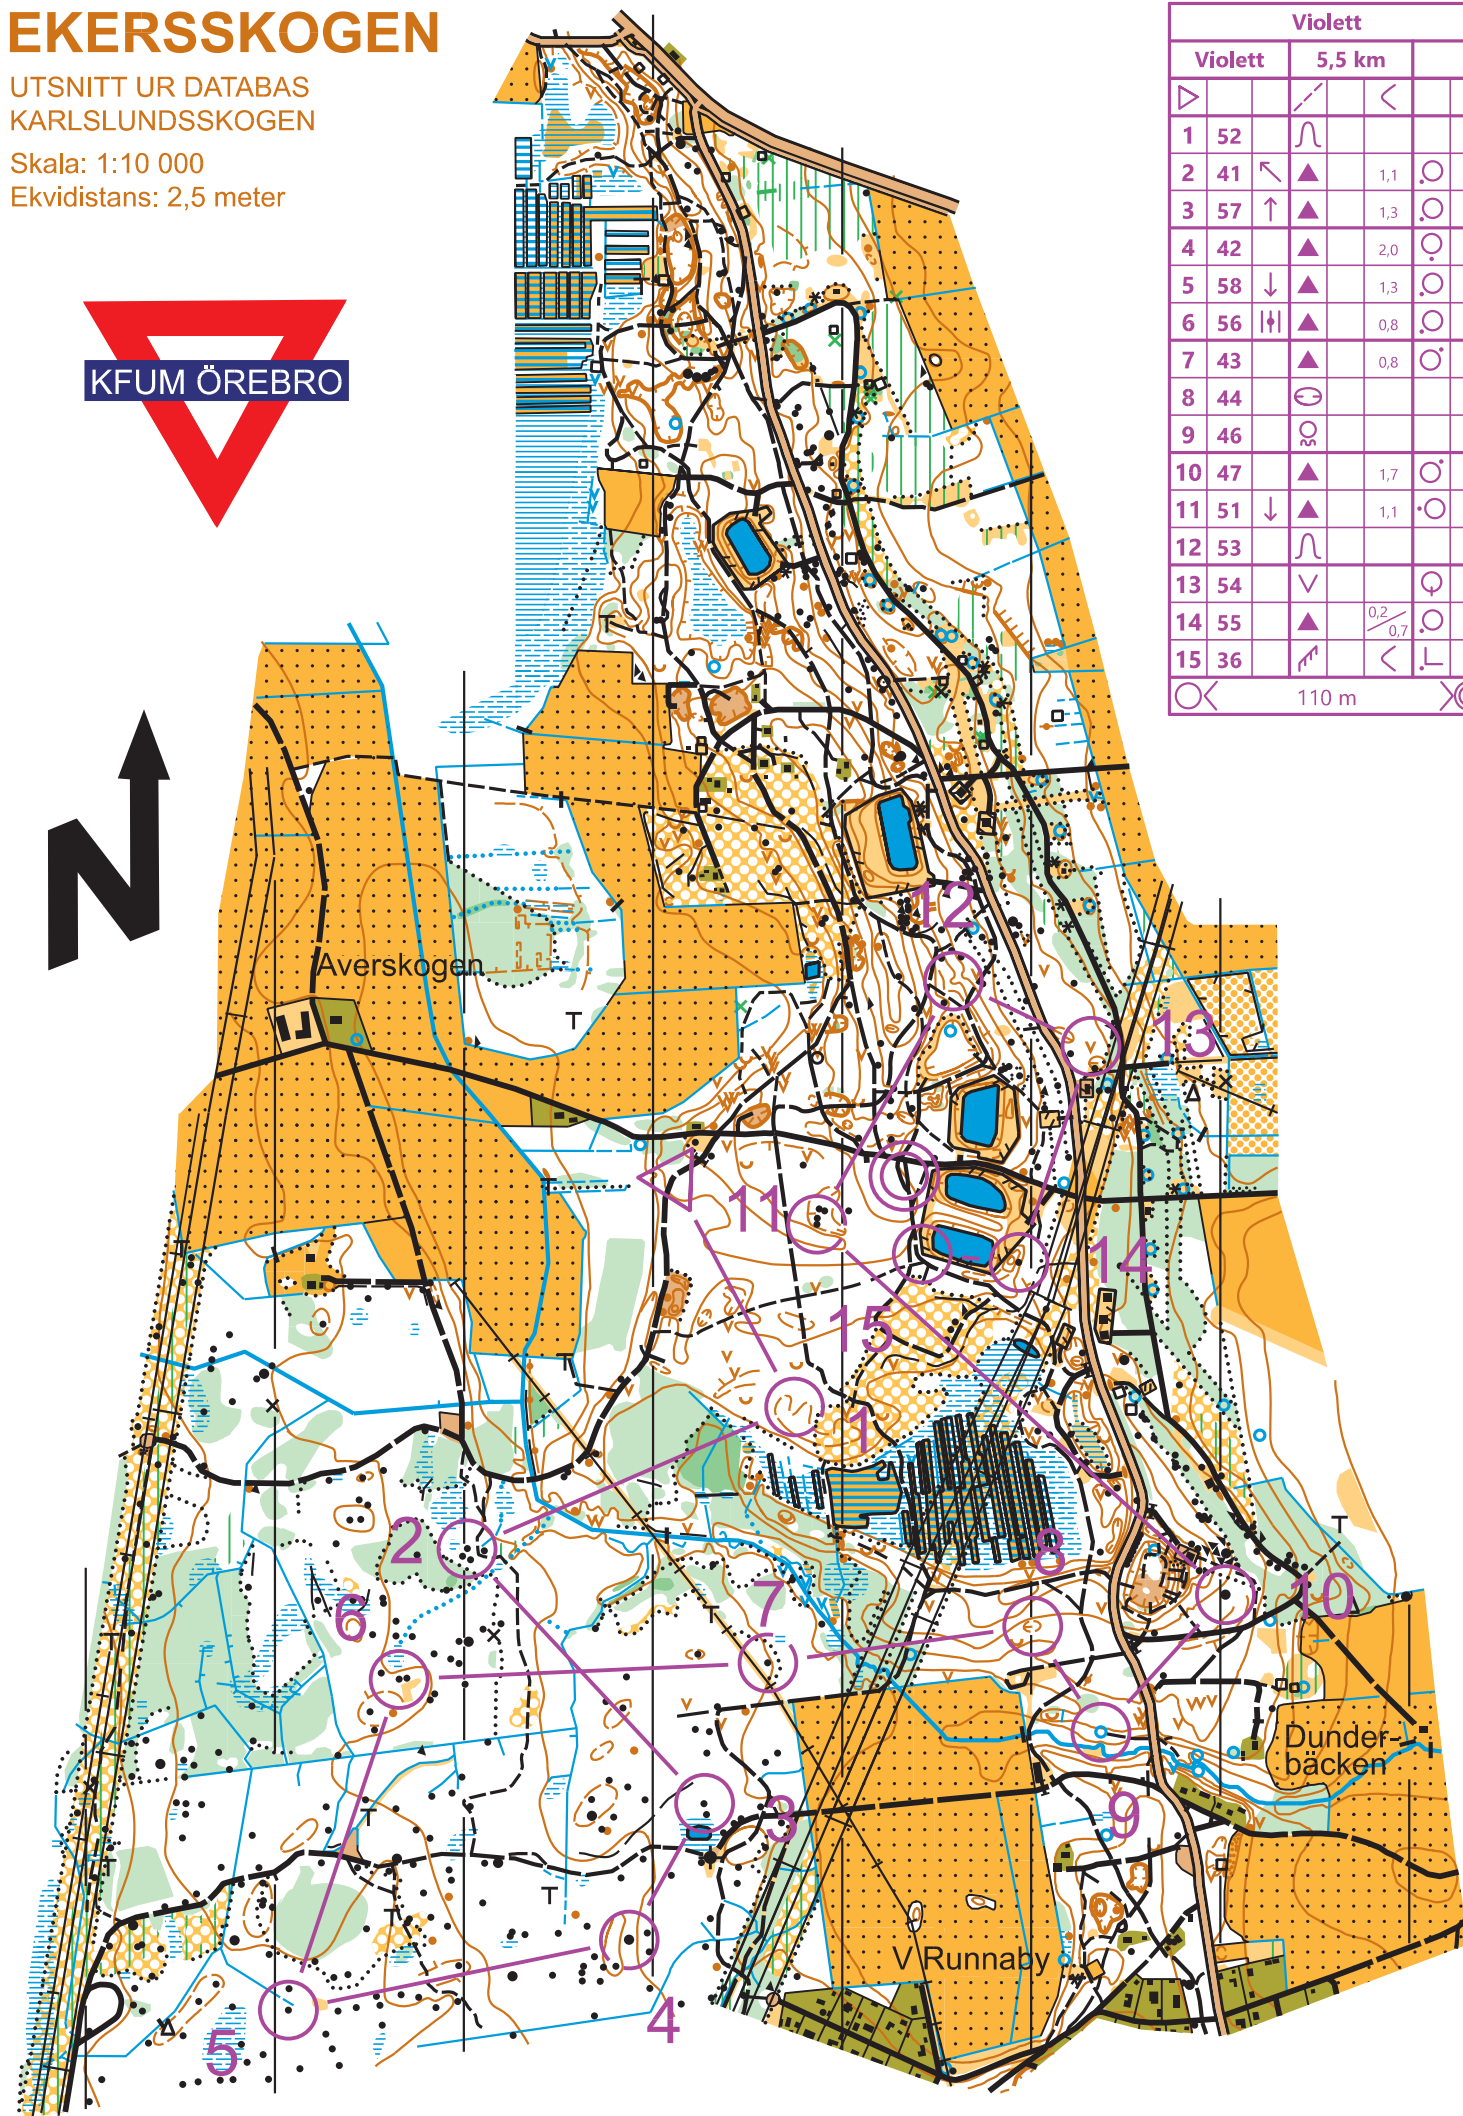 EKERSSKOGEN
UTSNITT UR DATABAS
KARLSLUNDSSKOGEN
Skala: 1:10 000
Ekvidistans: 2,5 meter
KFUM ÖREBRO
N
Violett
Violett 5,5 km
1 52
2 41 1,1
3 57 1,3
4 42 2,0
5 58 1,3
6 56 0,8
7 43 0,8
8 44
9 46
10 47 1,7
11 51 1,1
12 53
13 54
14 55 0,2/0,7
15 36
110 m
12
Averskogen
13
11
14
15
1
2
8
10
6
7
Dunder-
bäcken
3
9
V Runnaby
4
5